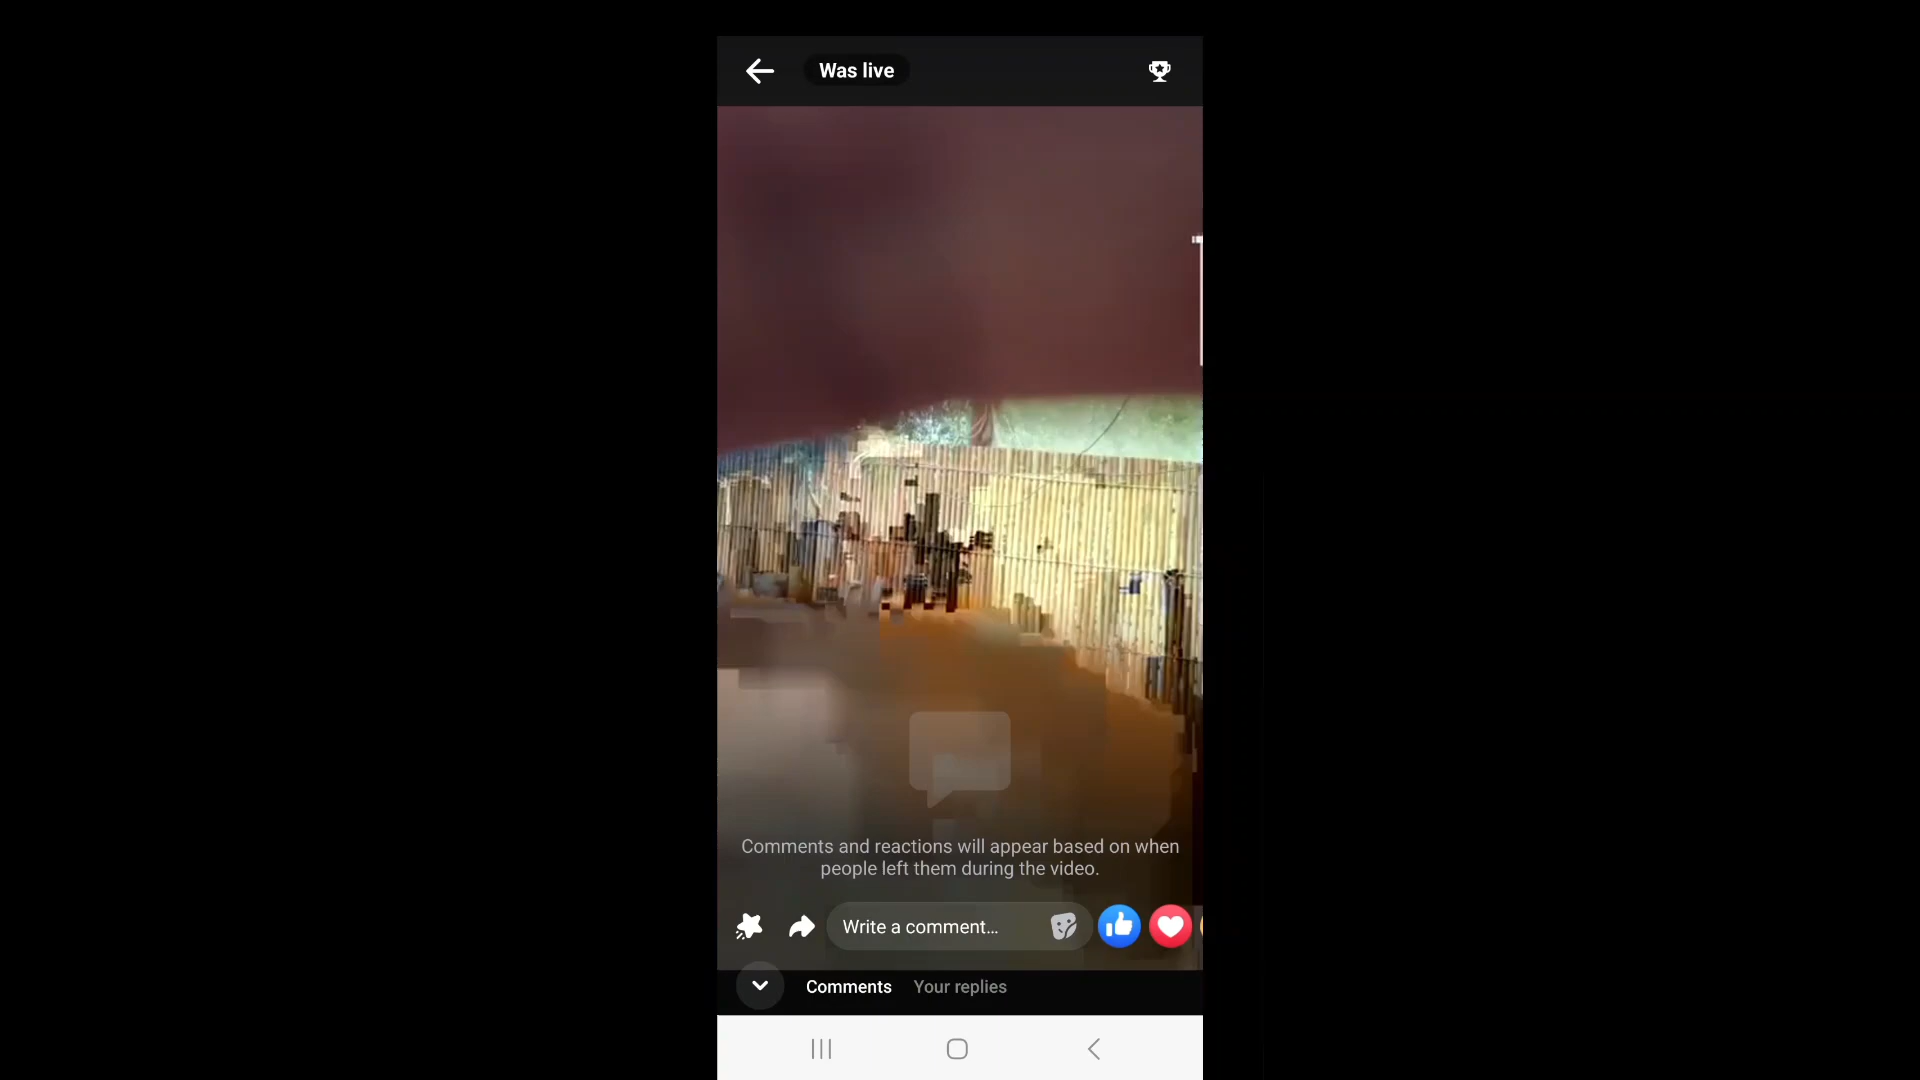 Was live
Comments and reactions will appear based on when
people left them during the video.
Write a comment...
Comments Your replies